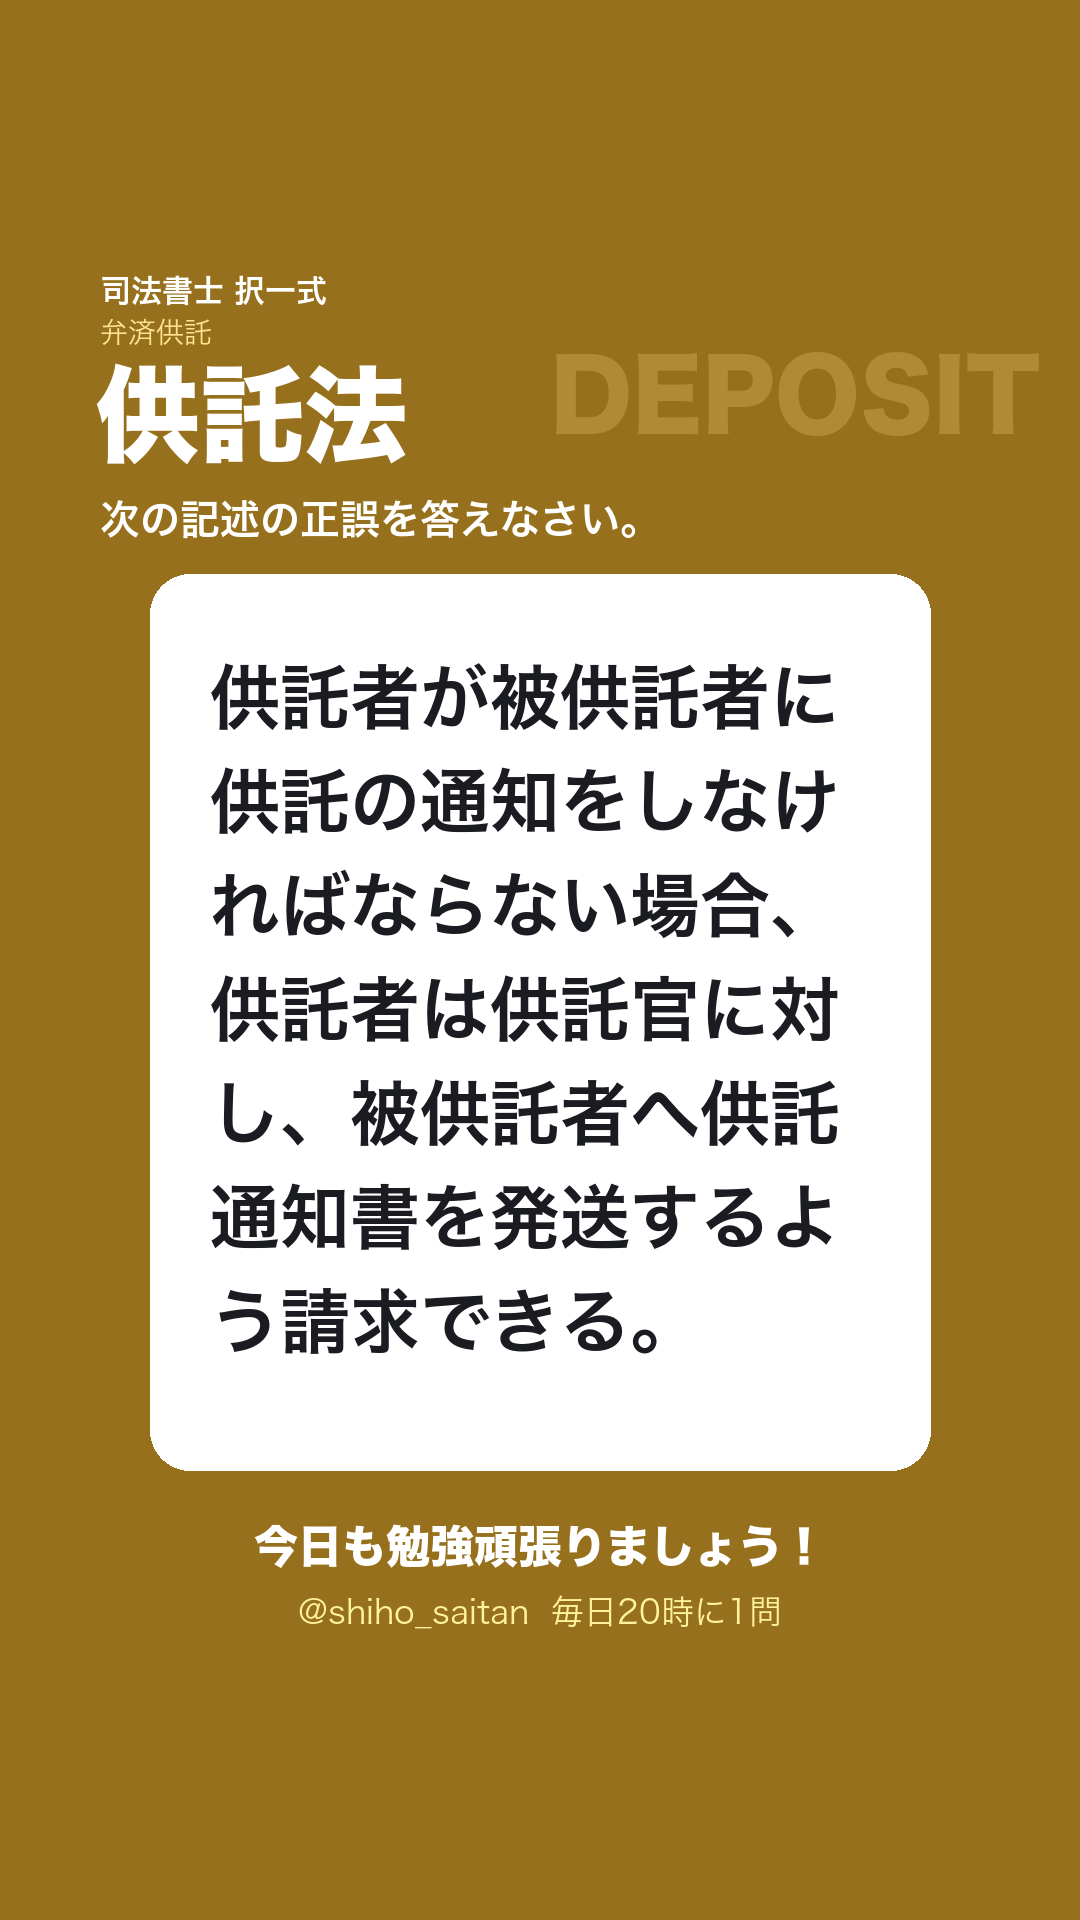 司法書士 択一式
弁済供託
供託法
DEPOSIT
次の記述の正誤を答えなさい。
供託者が被供託者に
供託の通知をしなけ
ればならない場合、
供託者は供託官に対
し、被供託者へ供託
通知書を発送するよ
う請求できる。
今日も勉強頑張りましょう！
@shiho_saitan 毎日20時に1問